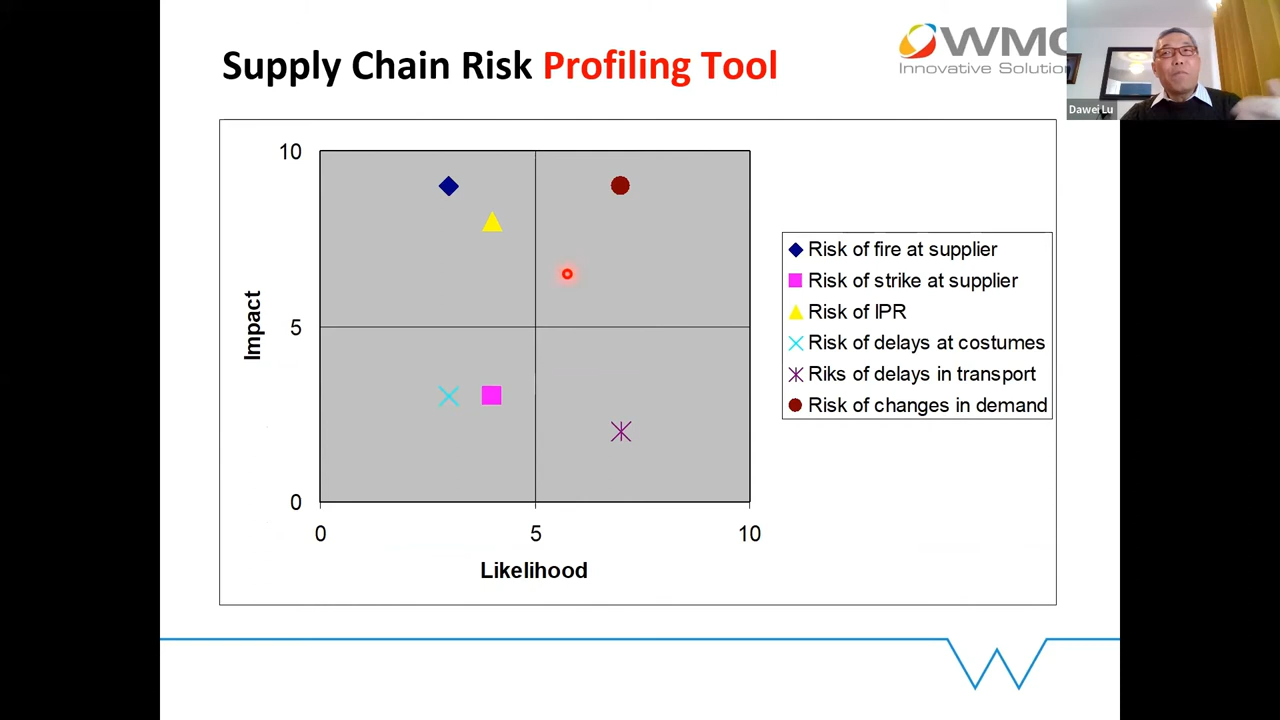 Supply Chain Risk Profiling Tool
WMG
Innovative Solution
Dawei Lu
10
5
0
Impact
0
5
10
Likelihood
Risk of fire at supplier
Risk of strike at supplier
Risk of IPR
Risk of delays at costumes
Riks of delays in transport
Risk of changes in demand